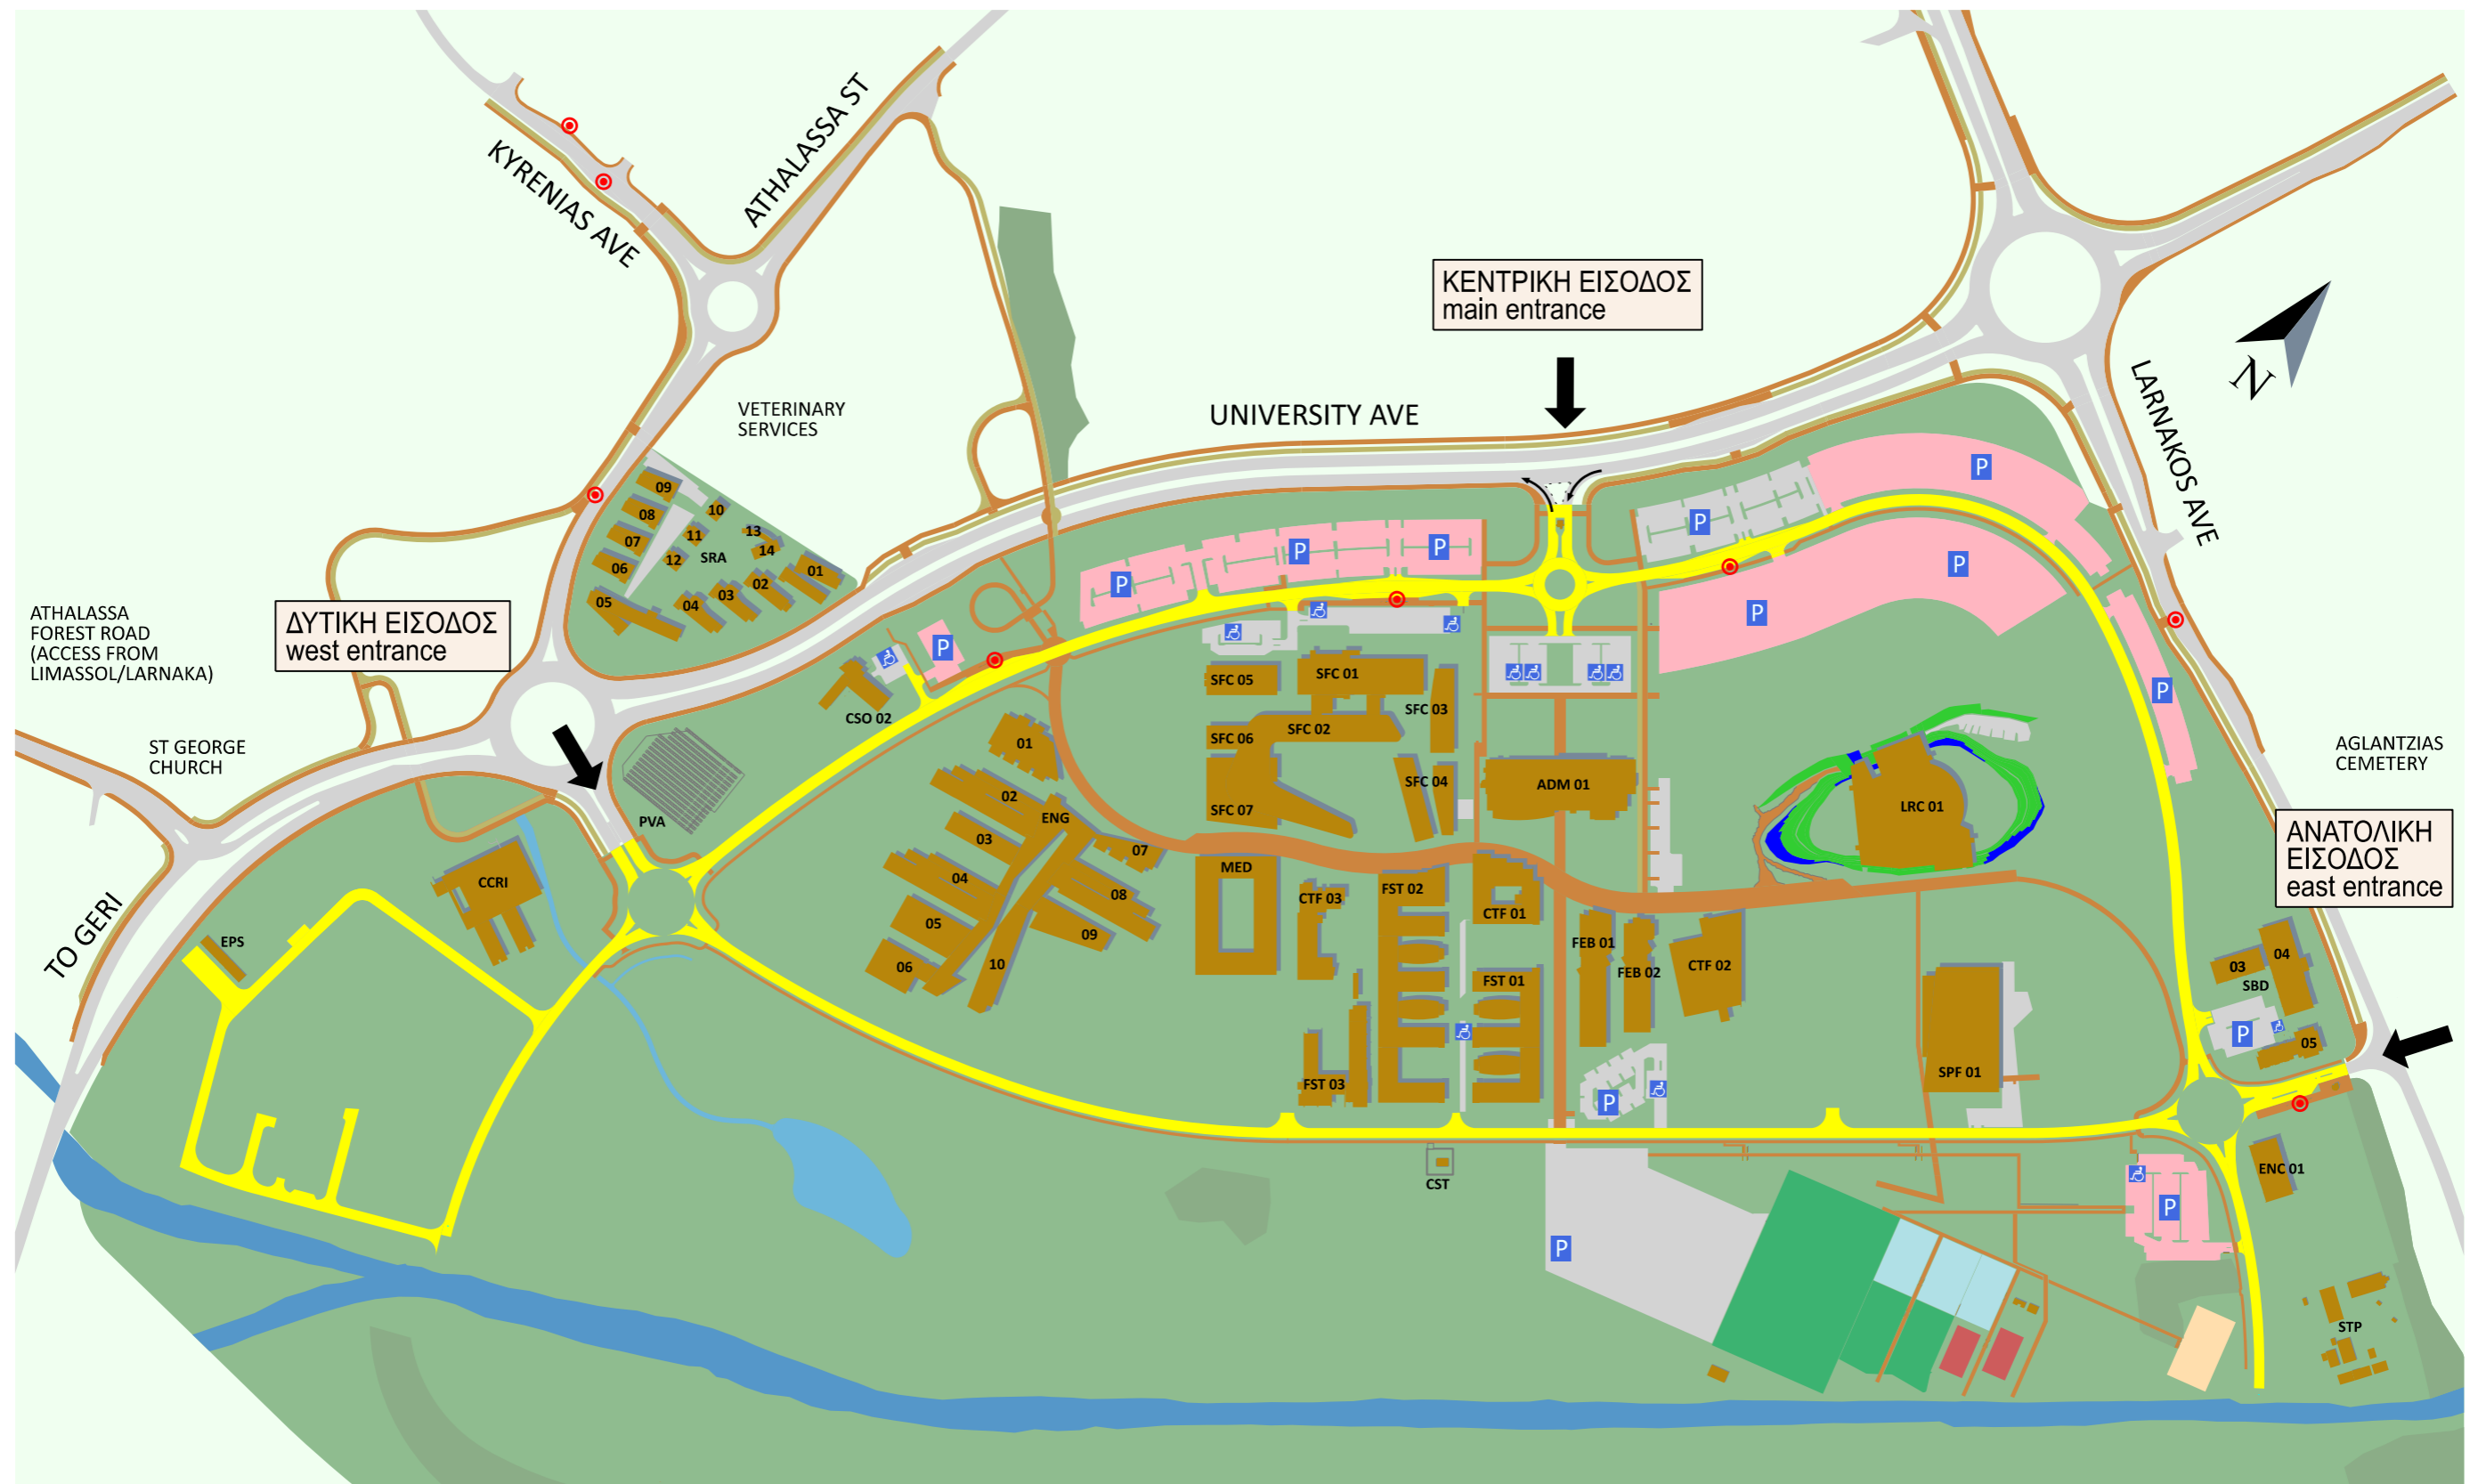 KYRENIAS AVE
ATHALASSA ST
ΚΕΝΤΡΙΚΗ ΕΙΣΟΔΟΣ
main entrance
N
LARNAKOS AVE
VETERINARY
SERVICES
UNIVERSITY AVE
P
P
P
P
P
P
P
P
P
P
09
08
07
06
05
10
11
12
13
14
SRA
04
03
02
01
ATHALASSA
FOREST ROAD
(ACCESS FROM
LIMASSOL/LARNAKA)
ΔΥΤΙΚΗ ΕΙΣΟΔΟΣ
west entrance
ST GEORGE
CHURCH
CSO 02
SFC 05
SFC 01
SFC 03
SFC 06
SFC 02
SFC 04
SFC 07
ADM 01
LRC 01
AGLANTZIAS
CEMETERY
ΑΝΑΤΟΛΙΚΗ
ΕΙΣΟΔΟΣ
east entrance
PVA
01
02
ENG
03
07
04
08
05
09
06
10
CCRI
EPS
TO GERI
MED
CTF 03
FST 02
CTF 01
FST 01
FST 03
FEB 01
FEB 02
CTF 02
SPF 01
03
04
SBD
05
P
P
CST
P
P
ENC 01
STP